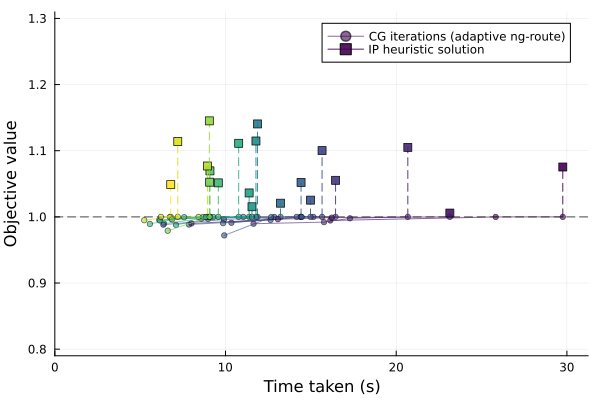 1.3
1.2
1.1
1.0
0.9
0.8
Objective value
CG iterations (adaptive ng-route)
IP heuristic solution
0
10
20
30
Time taken (s)